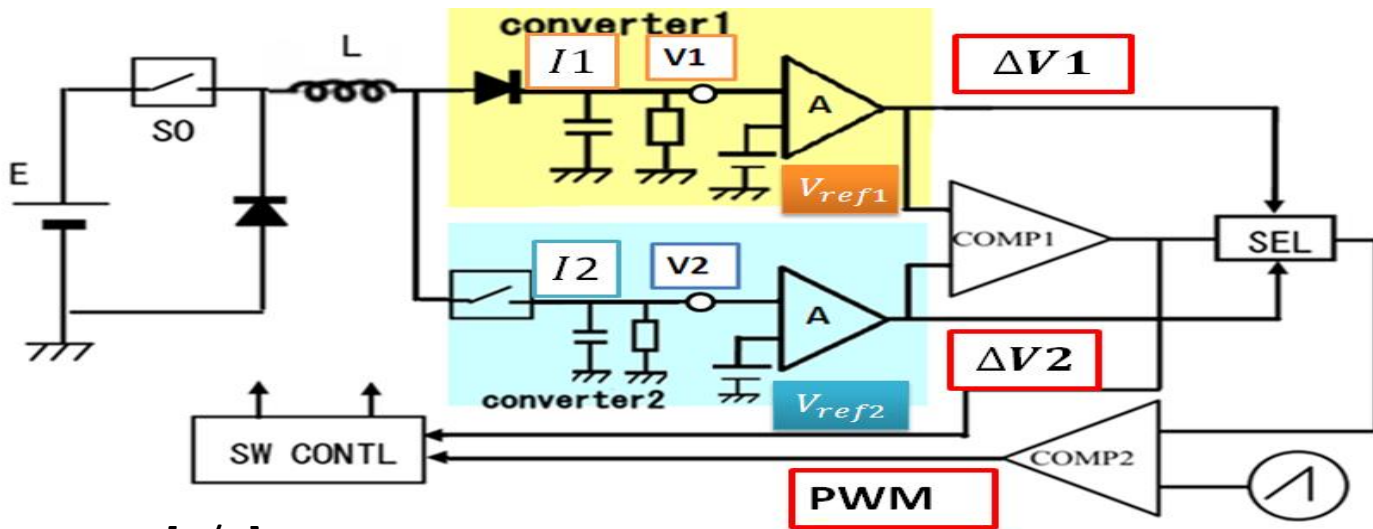 converter1
L
I1
V1
ΔV1
A
S0
E
V_ref1
COMP1
SEL
I2
V2
A
ΔV2
converter2
V_ref2
SW CONTL
COMP2
PWM